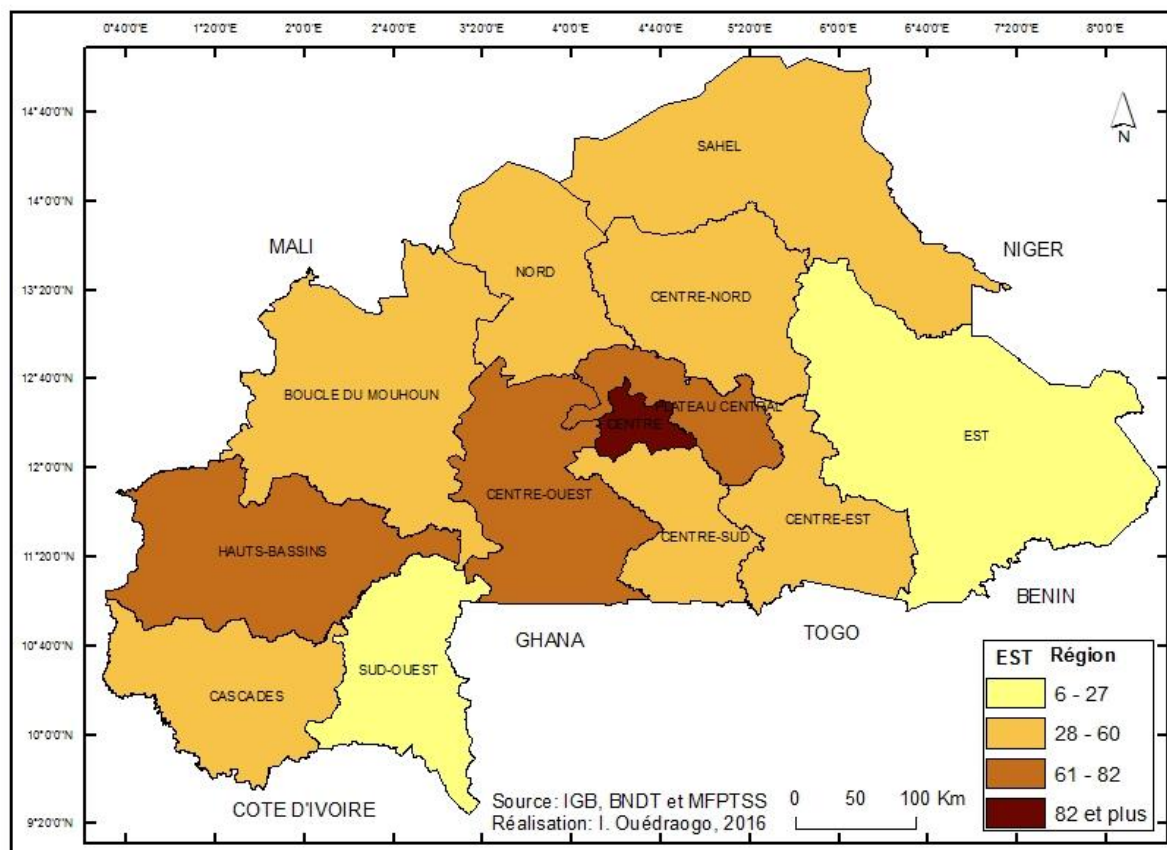 0°40'0"E 1°20'0"E 2°0'0"E 2°40'0"E 3°20'0"E 4°0'0"E 4°40'0"E 5°20'0"E 6°0'0"E 6°40'0"E 7°20'0"E 8°0'0"E
14°40'0"N
N
SAHEL
14°0'0"N
MALI
NIGER
NORD
13°20'0"N
CENTRE-NORD
12°40'0"N
BOUCLE DU MOUHOUN
PLATEAU CENTRAL
CENTRE
EST
12°0'0"N
CENTRE-OUEST
CENTRE-EST
CENTRE-SUD
11°20'0"N
HAUTS-BASSINS
BENIN
GHANA
TOGO
10°40'0"N
SUD-OUEST
CASCADES
10°0'0"N
COTE D'IVOIRE
9°20'0"N
Source: IGB, BNDT et MFPTSS
Réalisation: I. Ouédraogo, 2016
0 50 100 Km
EST Région
6 - 27
28 - 60
61 - 82
82 et plus